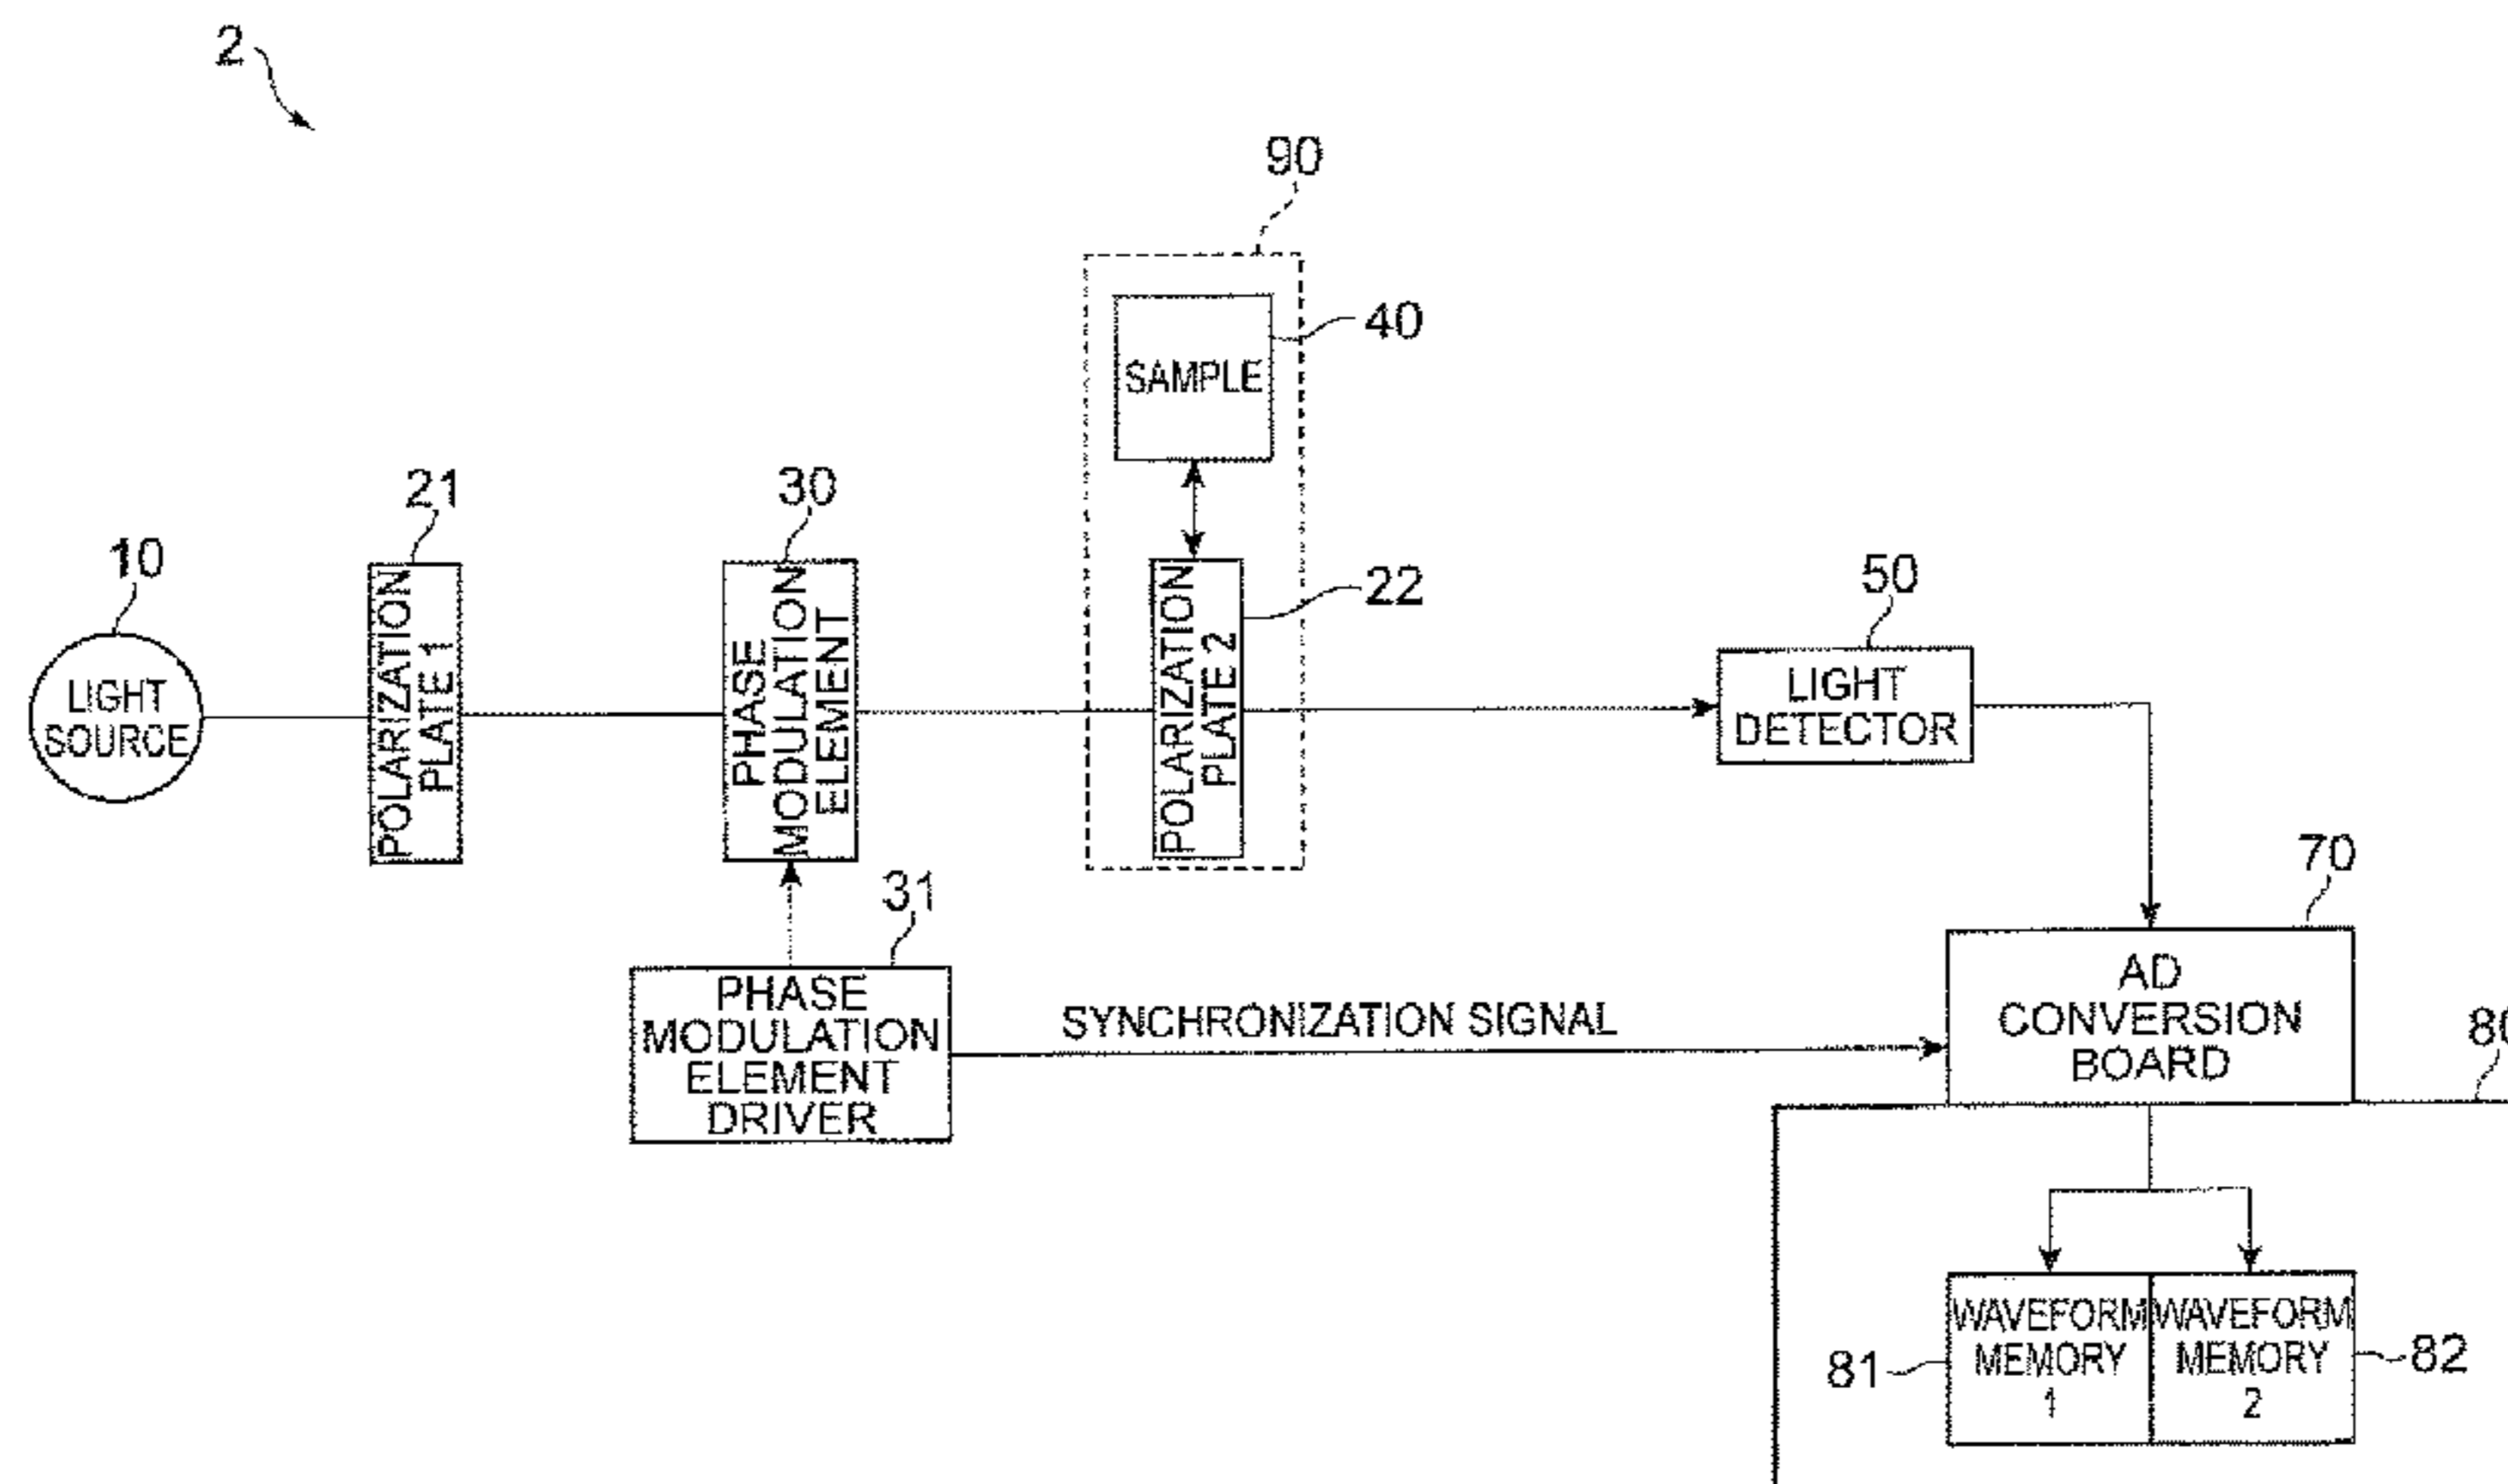 2
90
40
SAMPLE
21
30
10
22
50
POLARIZATION
PLATE 1
PHASE
MODULATION
ELEMENT
POLARIZATION
PLATE 2
LIGHT
SOURCE
LIGHT
DETECTOR
31
70
PHASE
MODULATION
ELEMENT
DRIVER
SYNCHRONIZATION SIGNAL
AD
CONVERSION
BOARD
80
WAVEFORM
MEMORY
1
WAVEFORM
MEMORY
2
81
82